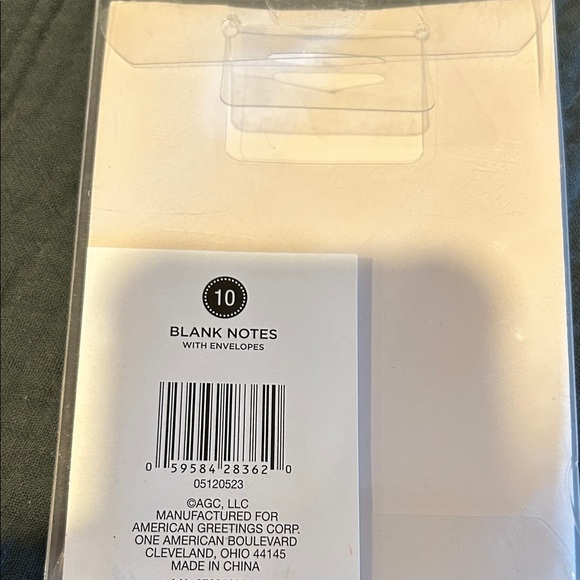 10
BLANK NOTES
WITH ENVELOPES
0 59584 28362 0
05120523
©AGC, LLC
MANUFACTURED FOR
AMERICAN GREETINGS CORP.
ONE AMERICAN BOULEVARD
CLEVELAND, OHIO 44145
MADE IN CHINA